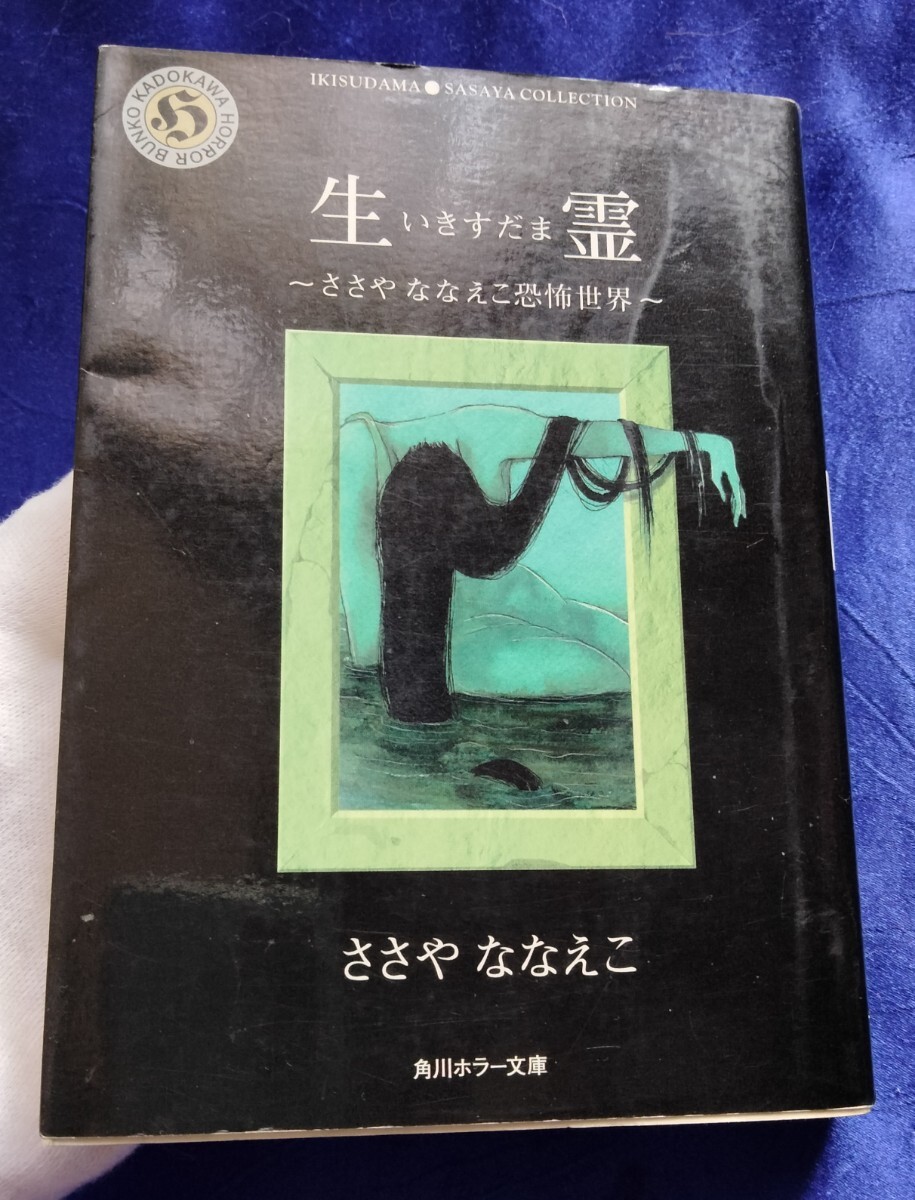 KADOKAWA HORROR BUNKO
H
IKISUDAMA●SASAYA COLLECTION
生いきすだま霊
～ささや ななえこ恐怖世界～
ささや ななえこ
角川ホラー文庫